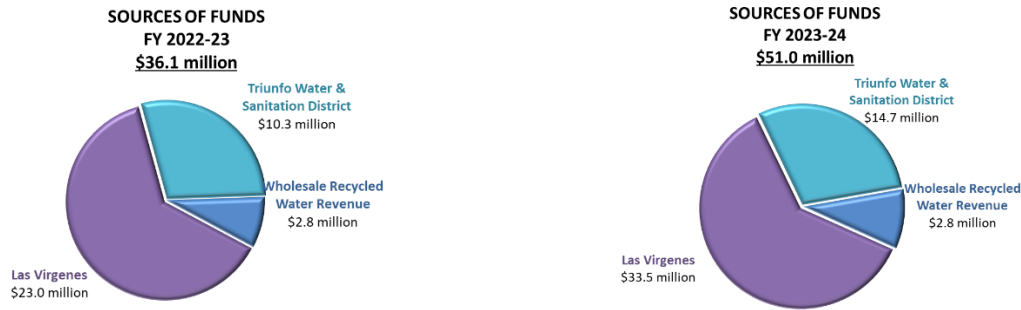 SOURCES OF FUNDS
FY 2022-23
$36.1 million
Triunfo Water &
Sanitation District
$10.3 million
Wholesale Recycled
Water Revenue
$2.8 million
Las Virgenes
$23.0 million
SOURCES OF FUNDS
FY 2023-24
$51.0 million
Triunfo Water &
Sanitation District
$14.7 million
Wholesale Recycled
Water Revenue
$2.8 million
Las Virgenes
$33.5 million